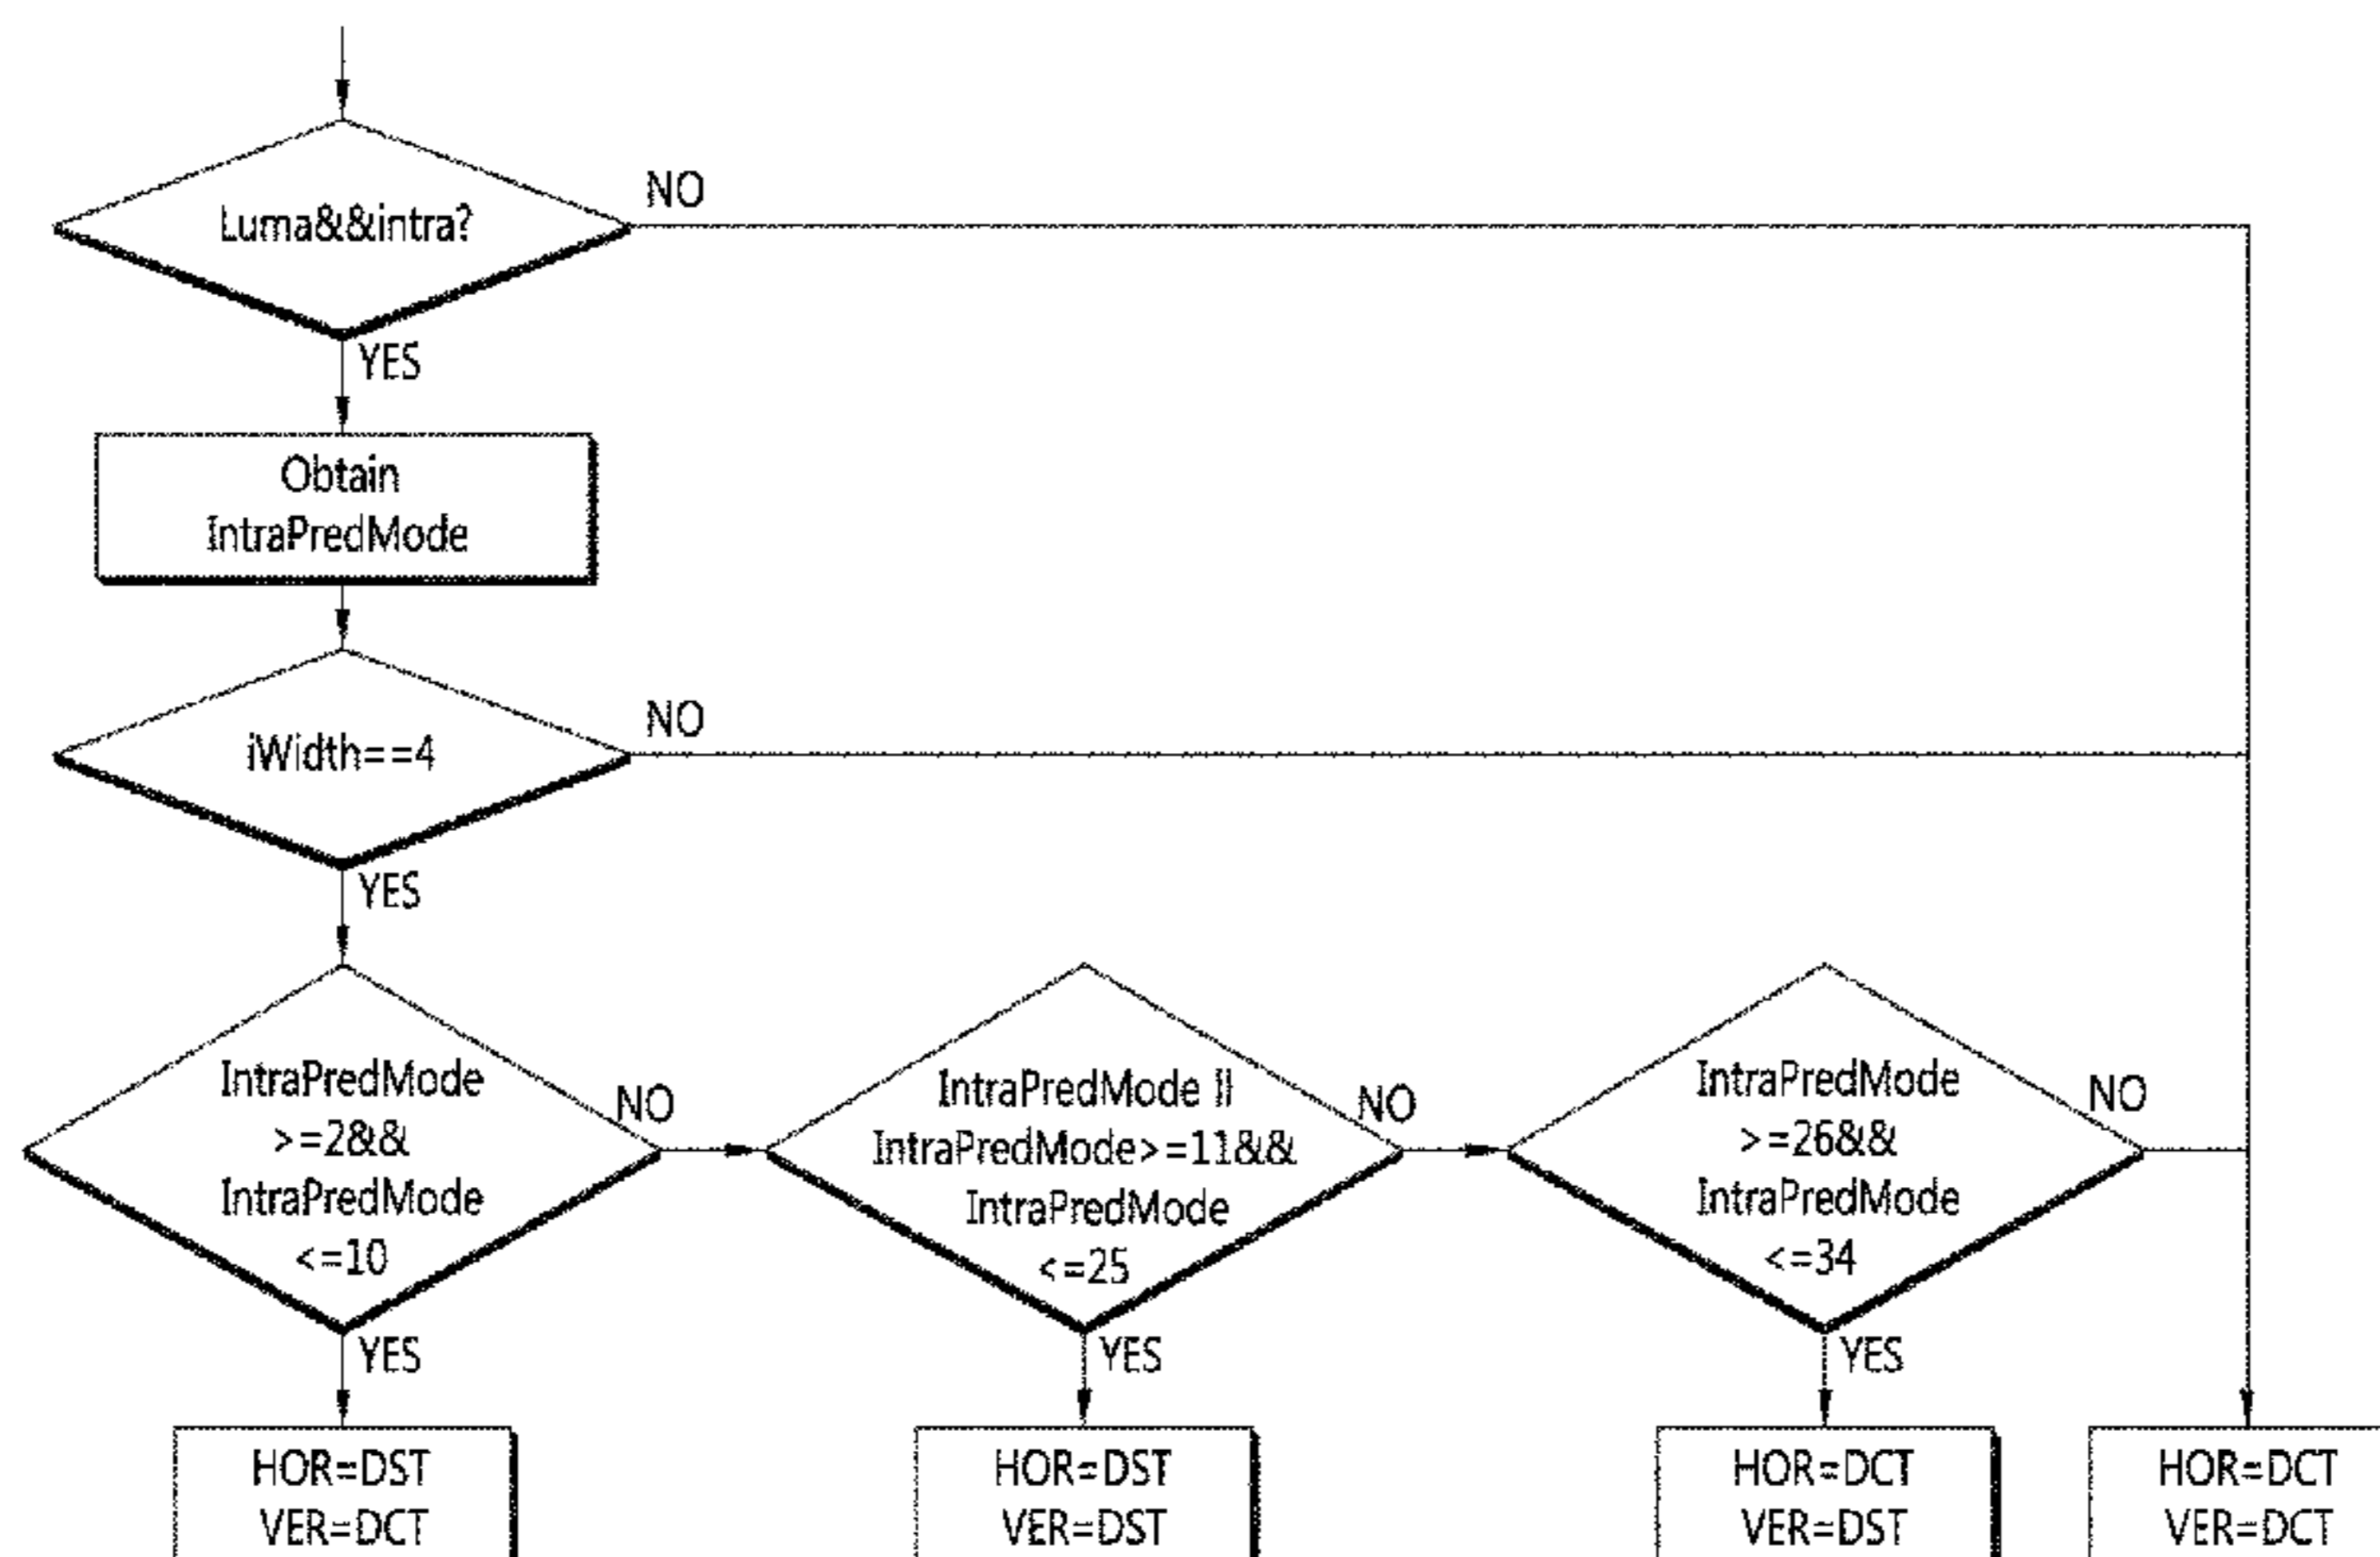 Luma&&intra?
NO
YES
Obtain
IntraPredMode
iWidth==4
NO
YES
IntraPredMode
>=2&&
IntraPredMode
<=10
NO
YES
IntraPredMode ||
IntraPredMode>=11&&
IntraPredMode
<=25
NO
YES
IntraPredMode
>=26&&
IntraPredMode
<=34
NO
YES
HOR=DST
VER=DCT
HOR=DST
VER=DST
HOR=DCT
VER=DST
HOR=DCT
VER=DCT